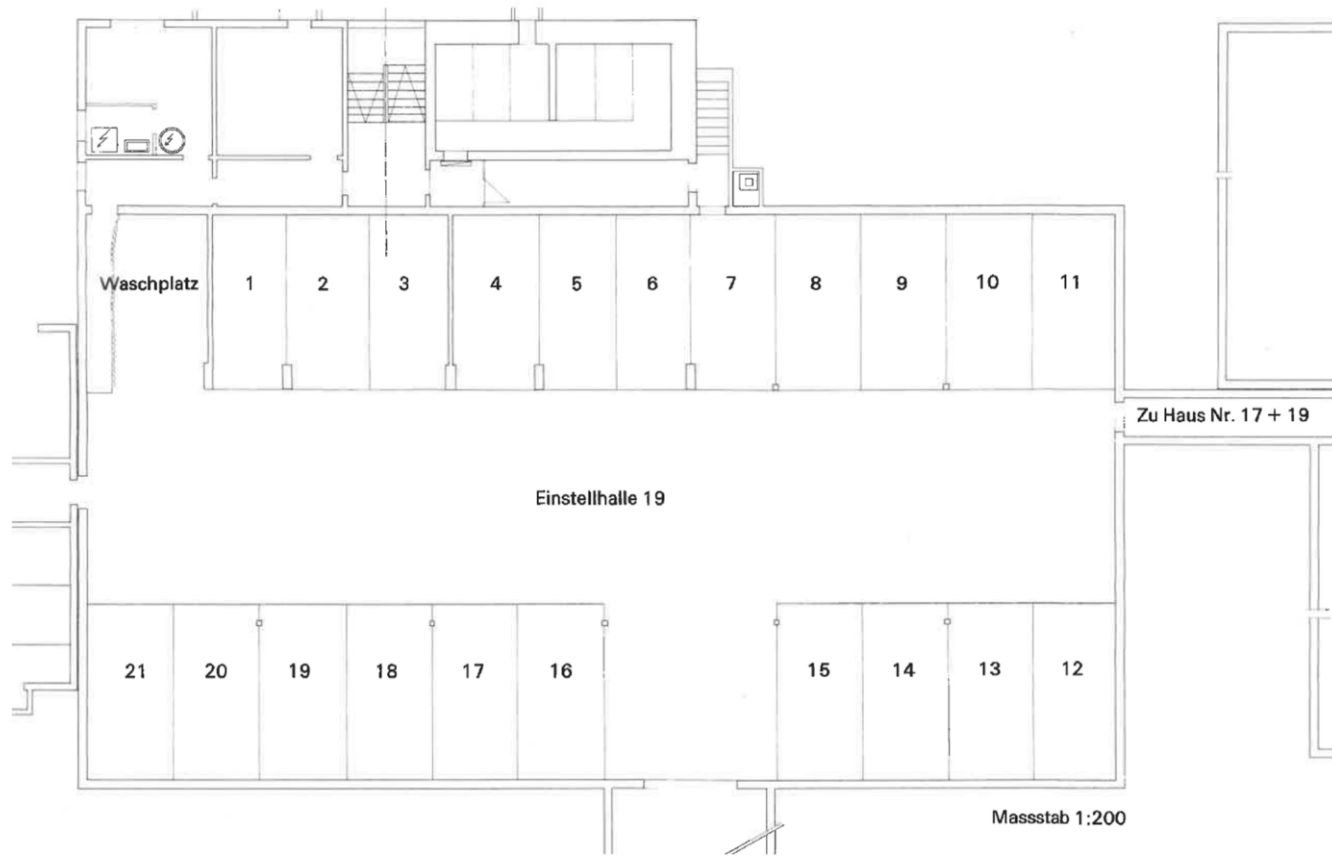 Waschplatz 1 2 3 4 5 6 7 8 9 10 11
Zu Haus Nr. 17 + 19
Einstellhalle 19
21 20 19 18 17 16 15 14 13 12
Massstab 1:200